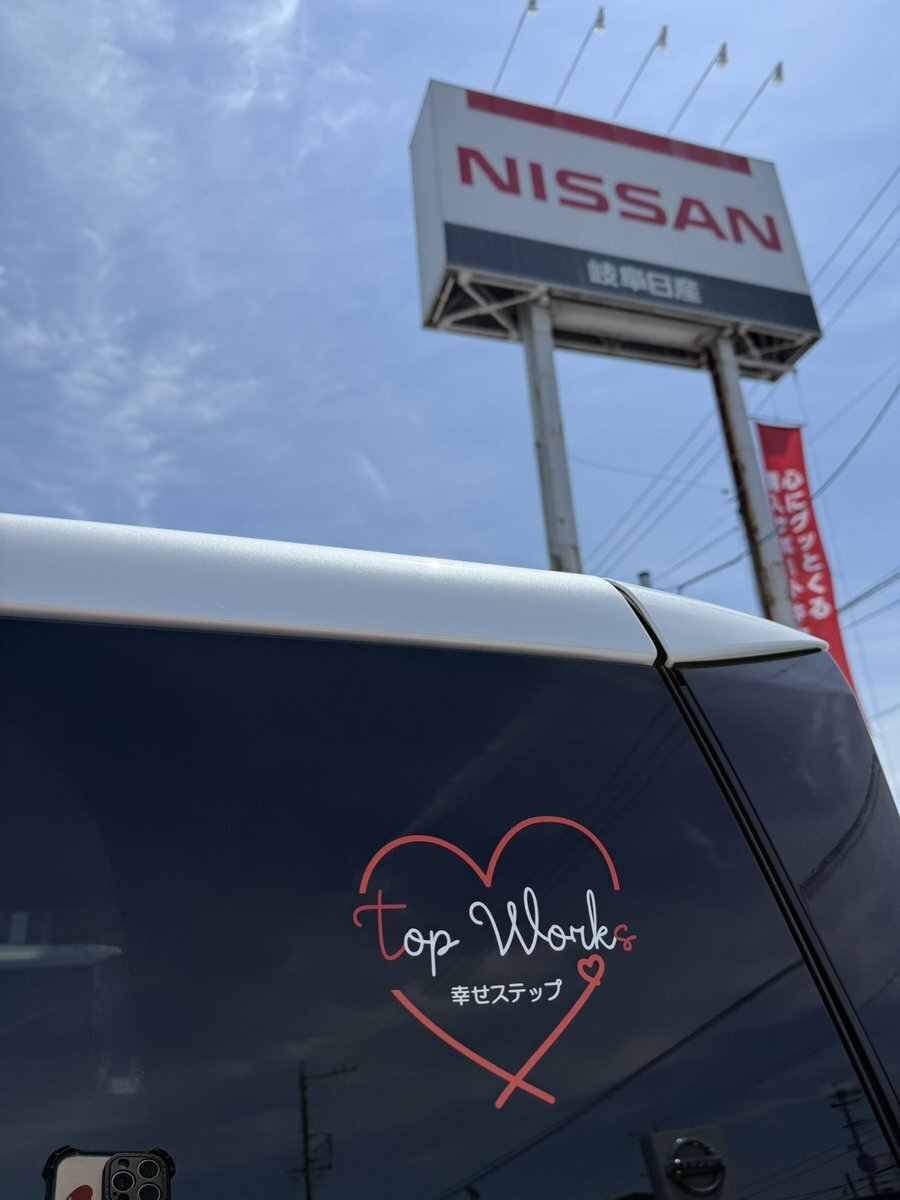 NISSAN
岐阜日産
心にグッとくる
top Works
幸せステップ